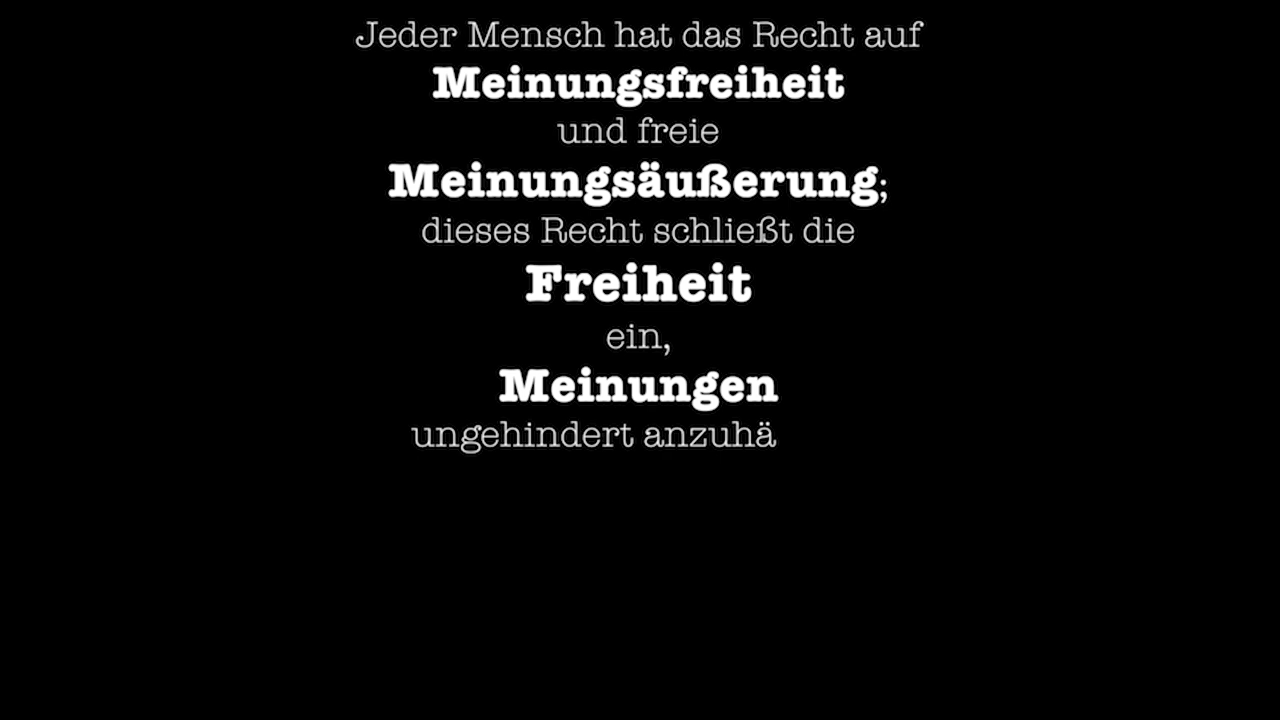 Jeder Mensch hat das Recht auf
Meinungsfreiheit
und freie
Meinungsäußerung;
dieses Recht schließt die
Freiheit
ein,
Meinungen
ungehindert anzuhä